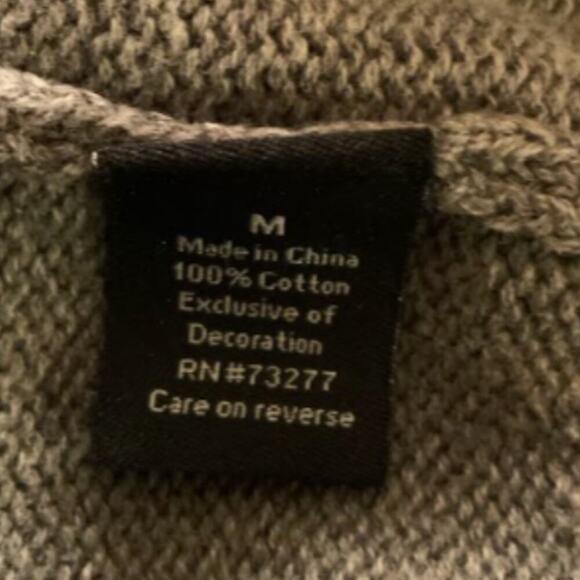 M
Made in China
100% Cotton
Exclusive of
Decoration
RN#73277
Care on reverse